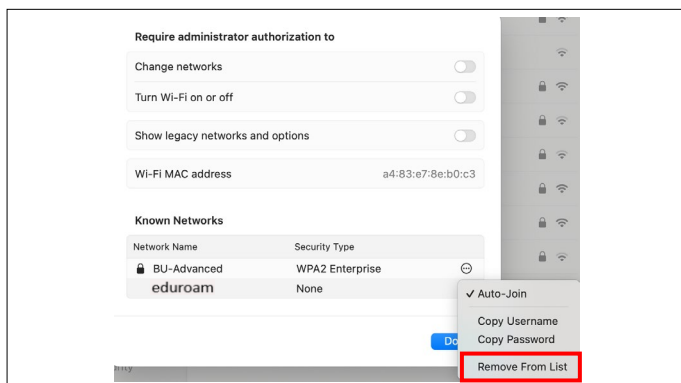 Require administrator authorization to
Change networks
Turn Wi-Fi on or off
Show legacy networks and options
Wi-Fi MAC address a4:83:e7:8e:b0:c3
Known Networks
Network Name Security Type
BU-Advanced WPA2 Enterprise
eduroam None
✓ Auto-Join
Copy Username
Do
Copy Password
Remove From List